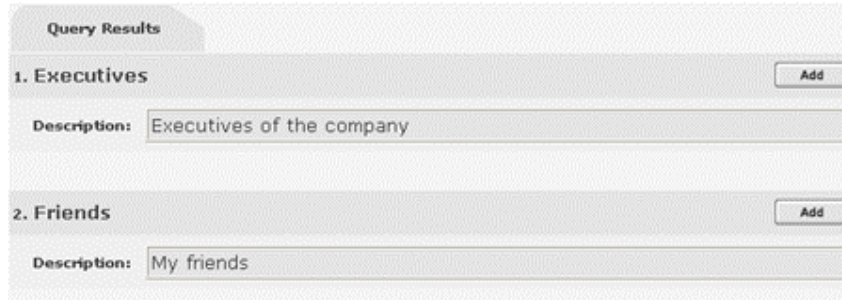 Query Results
1. Executives Add
Description: Executives of the company
2. Friends Add
Description: My friends